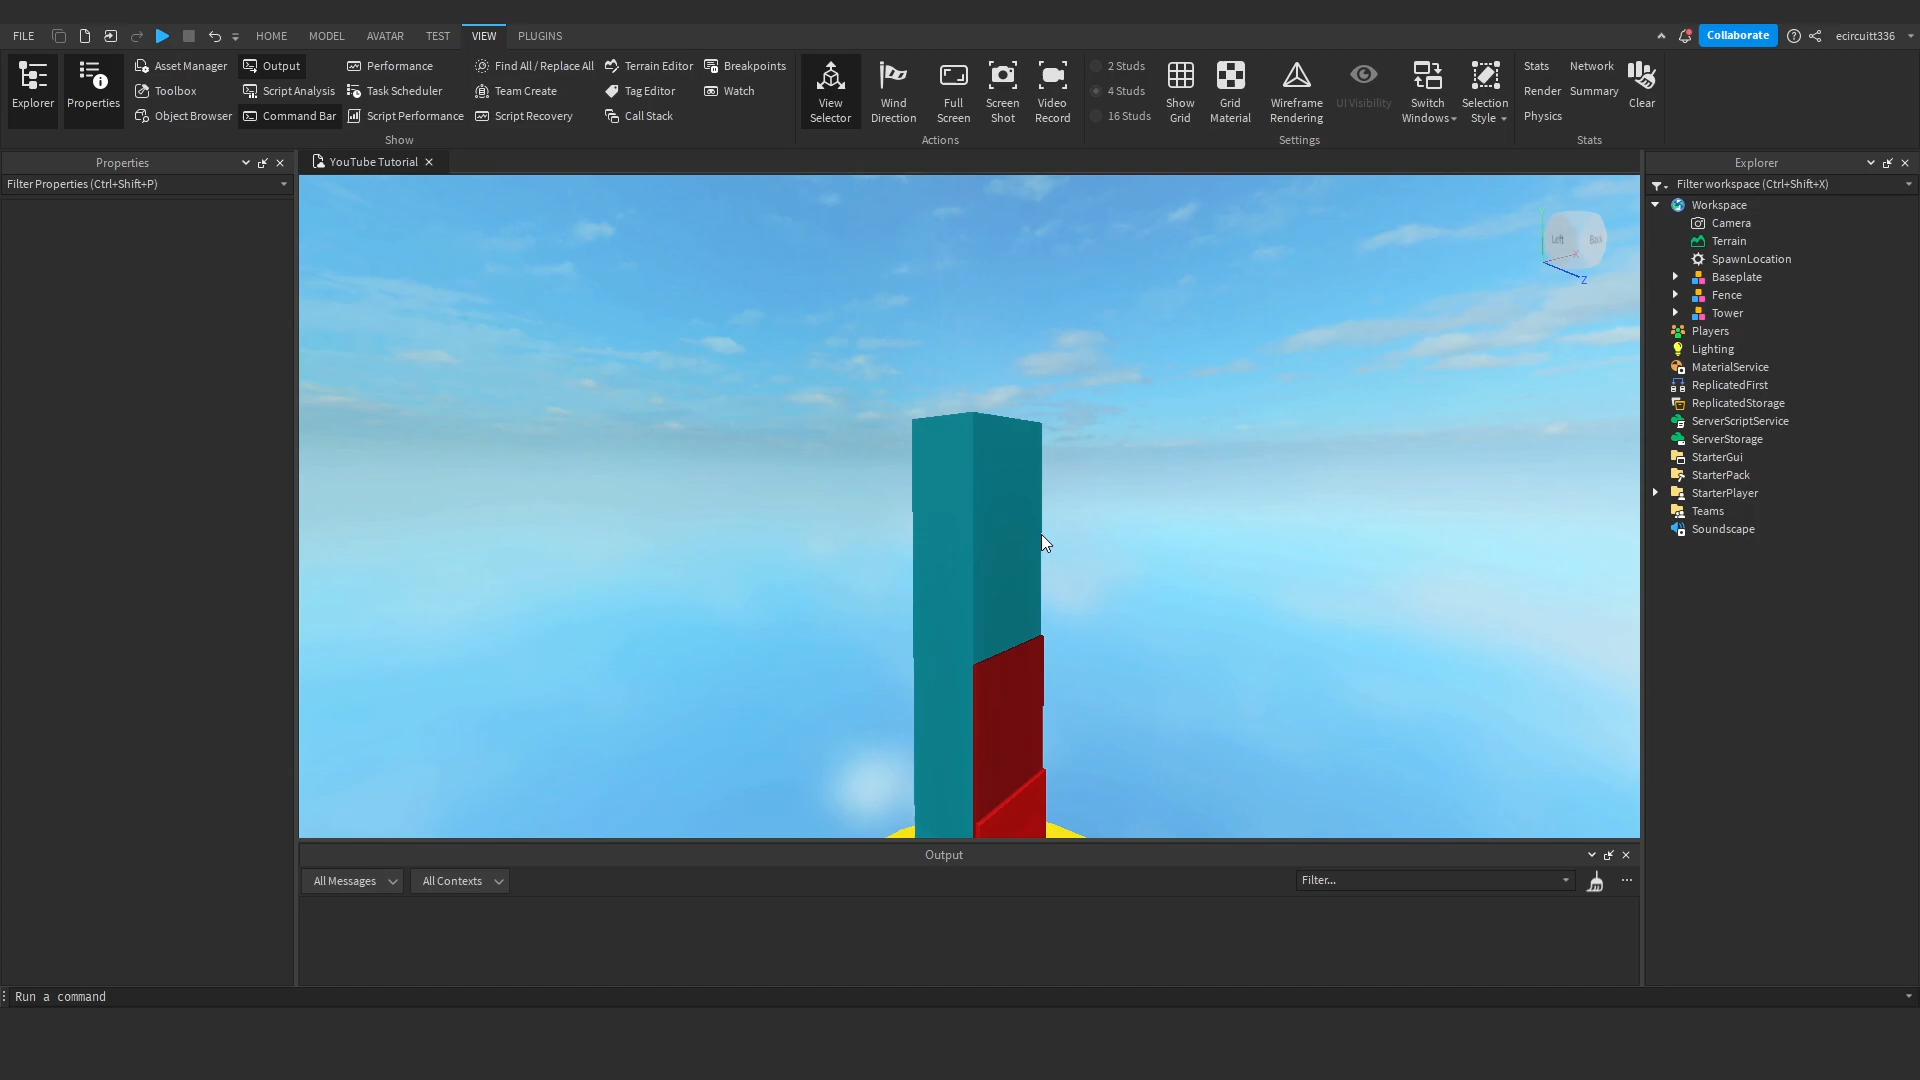 FILE HOME MODEL AVATAR TEST VIEW PLUGINS Collaborate ecircuitt336
Explorer
Properties
Asset Manager
Toolbox
Object Browser
Output
Script Analysis
Command Bar
Performance
Task Scheduler
Script Performance
Find All / Replace All
Team Create
Script Recovery
Terrain Editor
Tag Editor
Call Stack
Breakpoints
Watch
Show
View
Selector
Wind
Direction
Full
Screen
Screen
Shot
Video
Record
Actions
2 Studs
4 Studs
16 Studs
Show
Grid
Grid
Material
Wireframe
Rendering
UI Visibility
Switch
Windows
Selection
Style
Settings
Stats
Render
Physics
Network
Summary
Clear
Stats
Properties
Filter Properties (Ctrl+Shift+P)
YouTube Tutorial
Y
Left
Back
X
Z
Explorer
Filter workspace (Ctrl+Shift+X)
Workspace
Camera
Terrain
SpawnLocation
Baseplate
Fence
Tower
Players
Lighting
MaterialService
ReplicatedFirst
ReplicatedStorage
ServerScriptService
ServerStorage
StarterGui
StarterPack
StarterPlayer
Teams
Soundscape
Output
All Messages
All Contexts
Filter...
Run a command